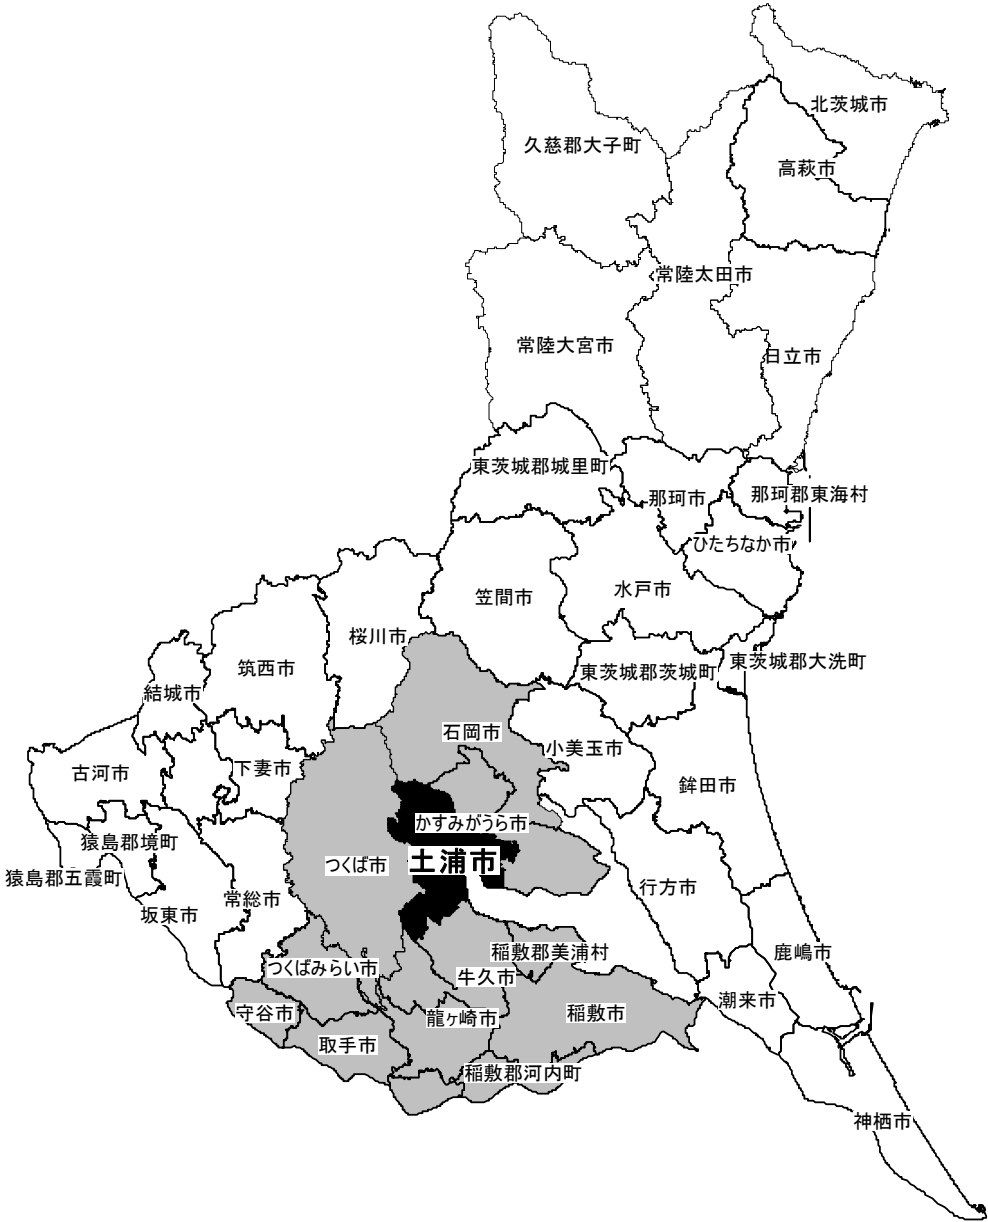 北茨城市
久慈郡大子町
高萩市
常陸太田市
常陸大宮市
日立市
東茨城郡城里町
那珂市
那珂郡東海村
ひたちなか市
水戸市
笠間市
桜川市
東茨城郡大洗町
筑西市
東茨城郡茨城町
結城市
石岡市
小美玉市
下妻市
古河市
鉾田市
かすみがうら市
猿島郡境町
土浦市
つくば市
猿島郡五霞町
行方市
常総市
坂東市
稲敷郡美浦村
鹿嶋市
つくばみらい市
牛久市
潮来市
守谷市
龍ヶ崎市
稲敷市
取手市
稲敷郡河内町
神栖市